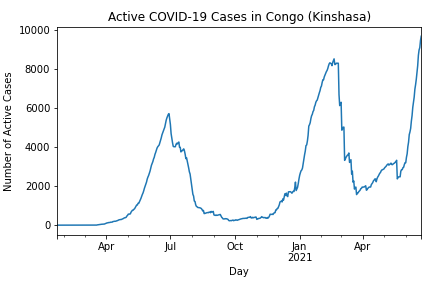 Active COVID-19 Cases in Congo (Kinshasa)
10000
8000
6000
4000
2000
0
Number of Active Cases
Apr Jul Oct Jan Apr
2021
Day